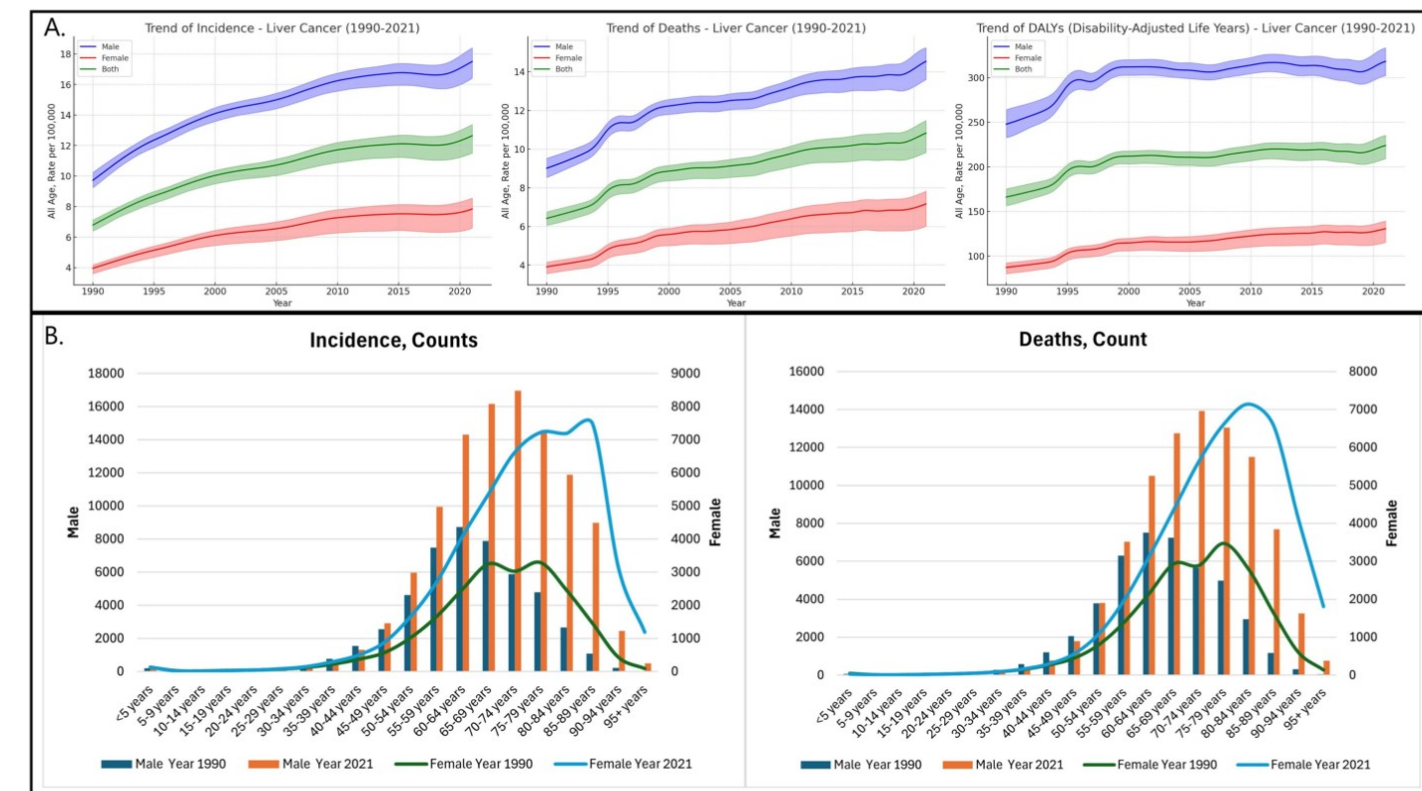 A.
Trend of Incidence - Liver Cancer (1990-2021)
Male
Female
Both
All Age, Rate per 100,000
18
16
14
12
10
8
6
4
1990 1995 2000 2005 2010 2015 2020
Year
Trend of Deaths - Liver Cancer (1990-2021)
Male
Female
Both
All Age, Rate per 100,000
14
12
10
8
6
4
1990 1995 2000 2005 2010 2015 2020
Year
Trend of DALYs (Disability-Adjusted Life Years) - Liver Cancer (1990-2021)
Male
Female
Both
All Age, Rate per 100,000
300
250
200
150
100
1990 1995 2000 2005 2010 2015 2020
Year
B.
Incidence, Counts
Male
18000
16000
14000
12000
10000
8000
6000
4000
2000
0
9000
8000
7000
6000
5000
4000
3000
2000
1000
0
Female
<5 years
5-9 years
10-14 years
15-19 years
20-24 years
25-29 years
30-34 years
35-39 years
40-44 years
45-49 years
50-54 years
55-59 years
60-64 years
65-69 years
70-74 years
75-79 years
80-84 years
85-89 years
90-94 years
95+ years
Male Year 1990 Male Year 2021 Female Year 1990 Female Year 2021
Deaths, Count
Male
16000
14000
12000
10000
8000
6000
4000
2000
0
8000
7000
6000
5000
4000
3000
2000
1000
0
Female
<5 years
5-9 years
10-14 years
15-19 years
20-24 years
25-29 years
30-34 years
35-39 years
40-44 years
45-49 years
50-54 years
55-59 years
60-64 years
65-69 years
70-74 years
75-79 years
80-84 years
85-89 years
90-94 years
95+ years
Male Year 1990 Male Year 2021 Female Year 1990 Female Year 2021